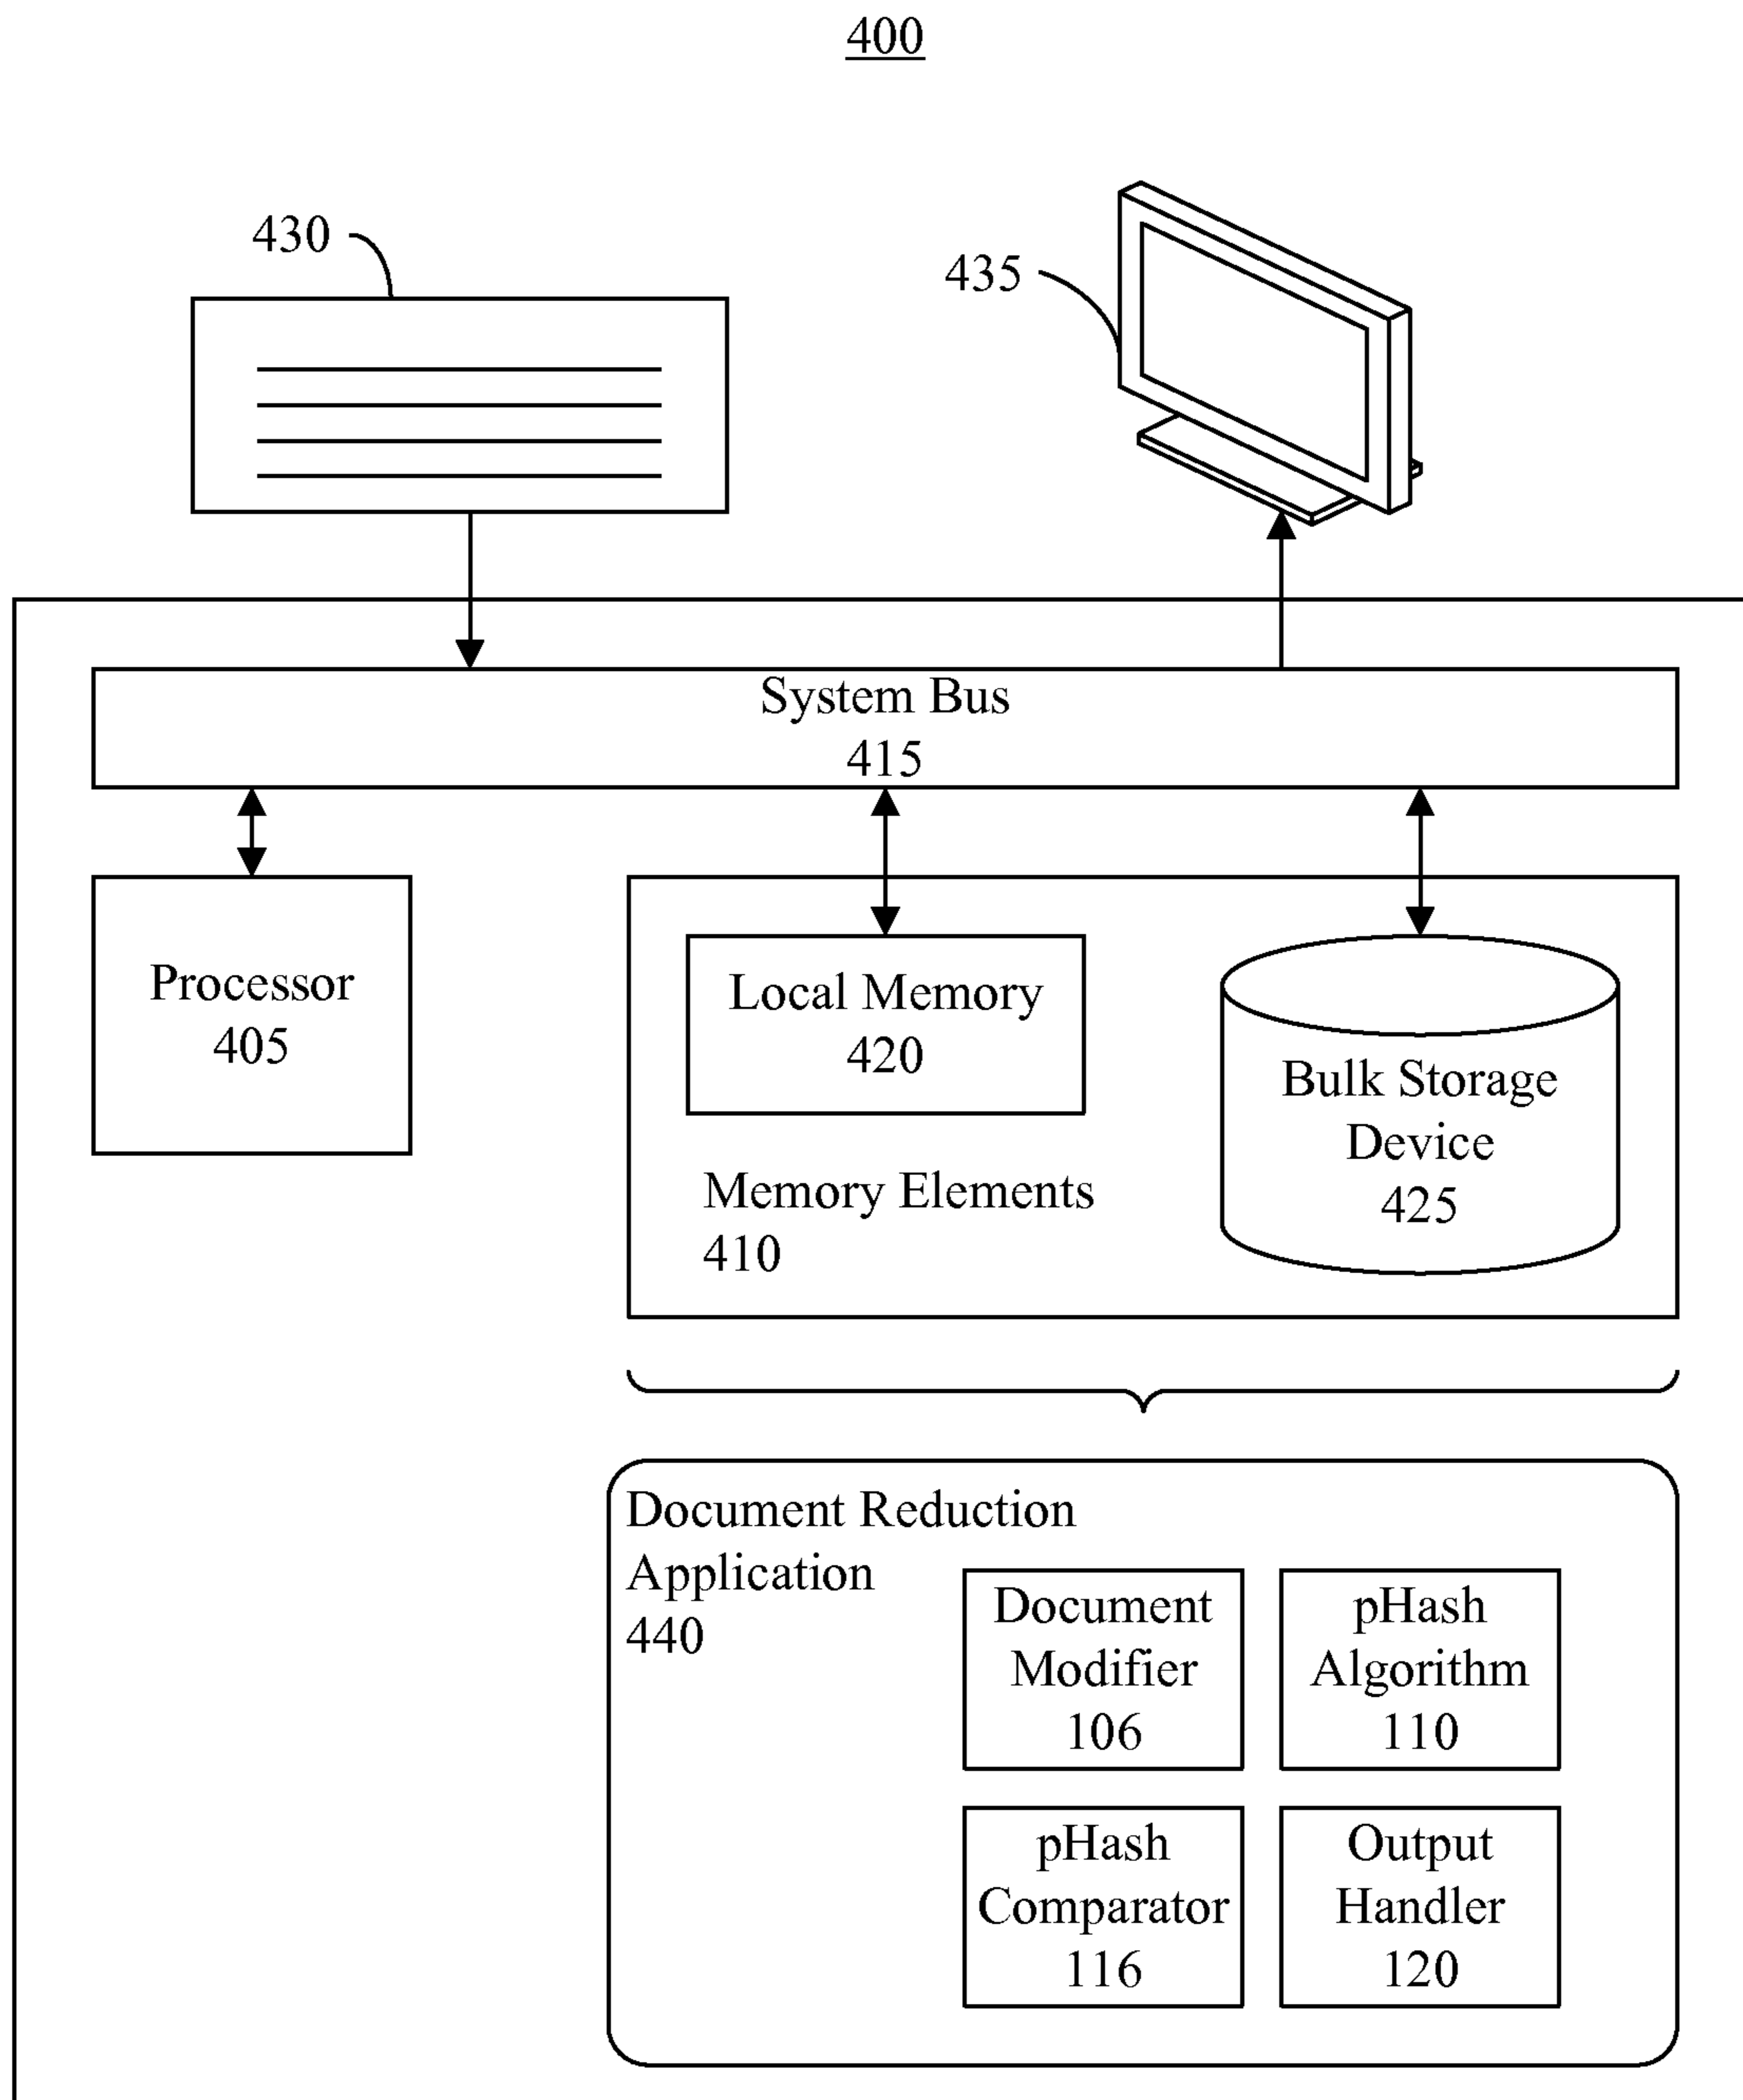 400
430
435
System Bus
415
Processor
405
Local Memory
420
Bulk Storage
Device
425
Memory Elements
410
Document Reduction
Application
440
Document
Modifier
106
pHash
Algorithm
110
pHash
Comparator
116
Output
Handler
120